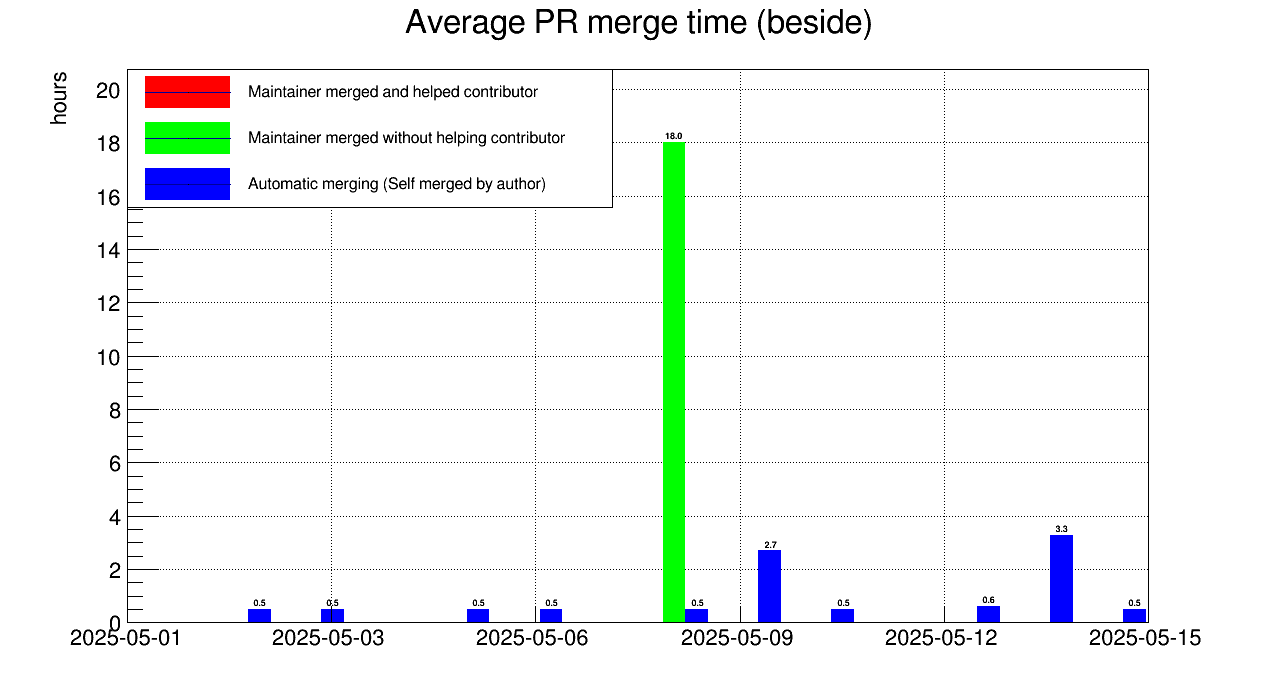 Average PR merge time (beside)
hours
Maintainer merged and helped contributor
Maintainer merged without helping contributor
Automatic merging (Self merged by author)
20
18
16
14
12
10
8
6
4
2
0
18.0
3.3
2.7
0.6
0.5 0.5 0.5 0.5 0.5 0.5 0.5
2025-05-01 2025-05-03 2025-05-06 2025-05-09 2025-05-12 2025-05-15